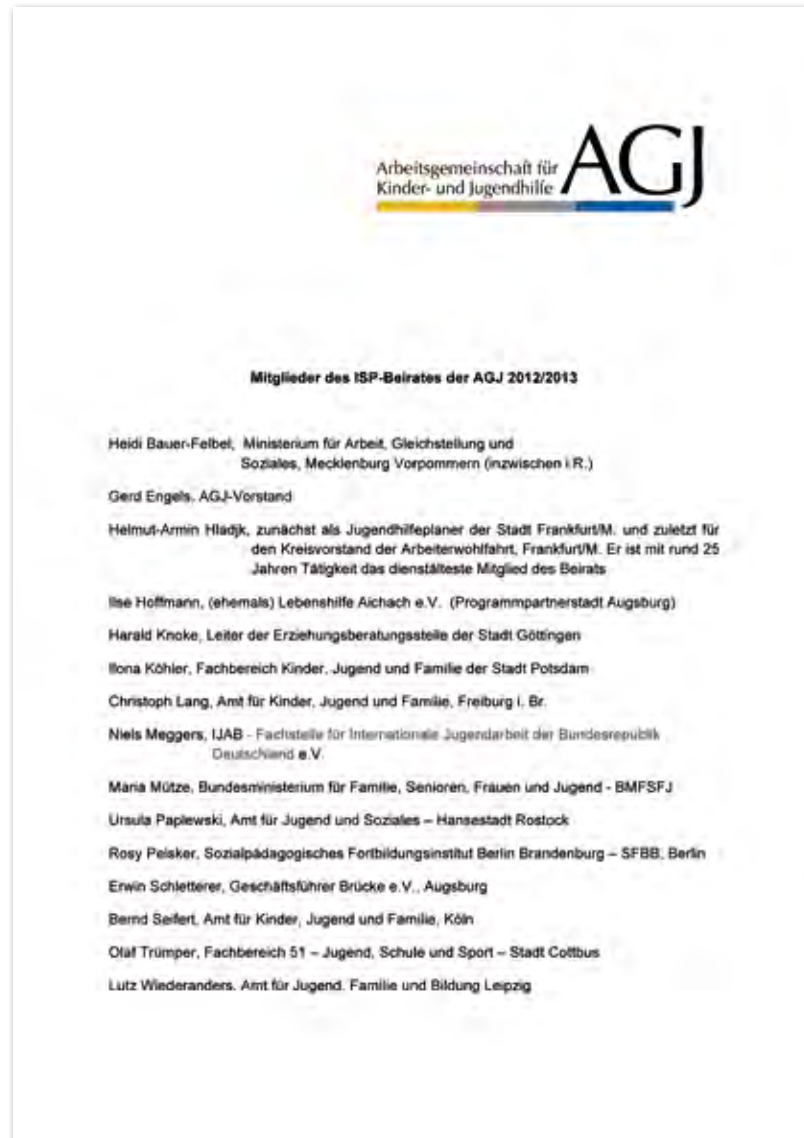 Arbeitsgemeinschaft für
Kinder- und Jugendhilfe
AGJ
Mitglieder des ISP-Beirates der AGJ 2012/2013
Heidi Bauer-Felbel, Ministerium für Arbeit, Gleichstellung und
Soziales, Mecklenburg Vorpommern (inzwischen i.R.)
Gerd Engels, AGJ-Vorstand
Helmut-Armin Hladjk, zunächst als Jugendhilfeplaner der Stadt Frankfurt/M. und zuletzt für
den Kreisvorstand der Arbeiterwohlfahrt, Frankfurt/M. Er ist mit rund 25
Jahren Tätigkeit das dienstälteste Mitglied des Beirats
Ilse Hoffmann, (ehemals) Lebenshilfe Aichach e.V. (Programmpartnerstadt Augsburg)
Harald Knoke, Leiter der Erziehungsberatungsstelle der Stadt Göttingen
Ilona Köhler, Fachbereich Kinder, Jugend und Familie der Stadt Potsdam
Christoph Lang, Amt für Kinder, Jugend und Familie, Freiburg i. Br.
Niels Meggers, IJAB - Fachstelle für Internationale Jugendarbeit der Bundesrepublik
Deutschland e.V.
Maria Mütze, Bundesministerium für Familie, Senioren, Frauen und Jugend - BMFSFJ
Ursula Paplewski, Amt für Jugend und Soziales – Hansestadt Rostock
Rosy Peisker, Sozialpädagogisches Fortbildungsinstitut Berlin Brandenburg – SFBB, Berlin
Erwin Schletterer, Geschäftsführer Brücke e.V., Augsburg
Bernd Seifert, Amt für Kinder, Jugend und Familie, Köln
Olaf Trümper, Fachbereich 51 – Jugend, Schule und Sport – Stadt Cottbus
Lutz Wiederanders, Amt für Jugend, Familie und Bildung Leipzig